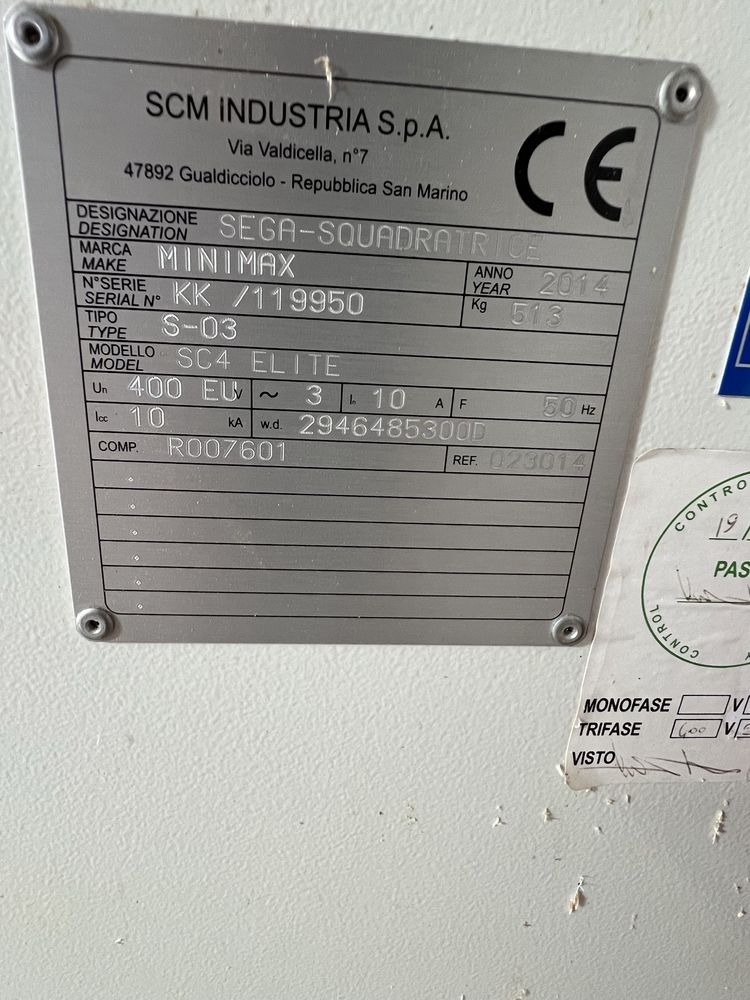 SCM INDUSTRIA S.p.A.
Via Valdicella, n°7
47892 Gualdicciolo - Repubblica San Marino
CE
DESIGNAZIONE
DESIGNATION SEGA-SQUADRATRICE
MARCA
MAKE MINIMAX
ANNO
YEAR 2014
N°SERIE
SERIAL N° KK /119950
Kg 513
TIPO
TYPE S-03
MODELLO
MODEL SC4 ELITE
Un 400 EU V ~ 3 In 10 A F 50 Hz
Icc 10 kA w.d. 2946485300D
COMP. R007601 REF. 023014
CONTRO
19/
PAS
CONTROL
MONOFASE V
TRIFASE 400 V
VISTO